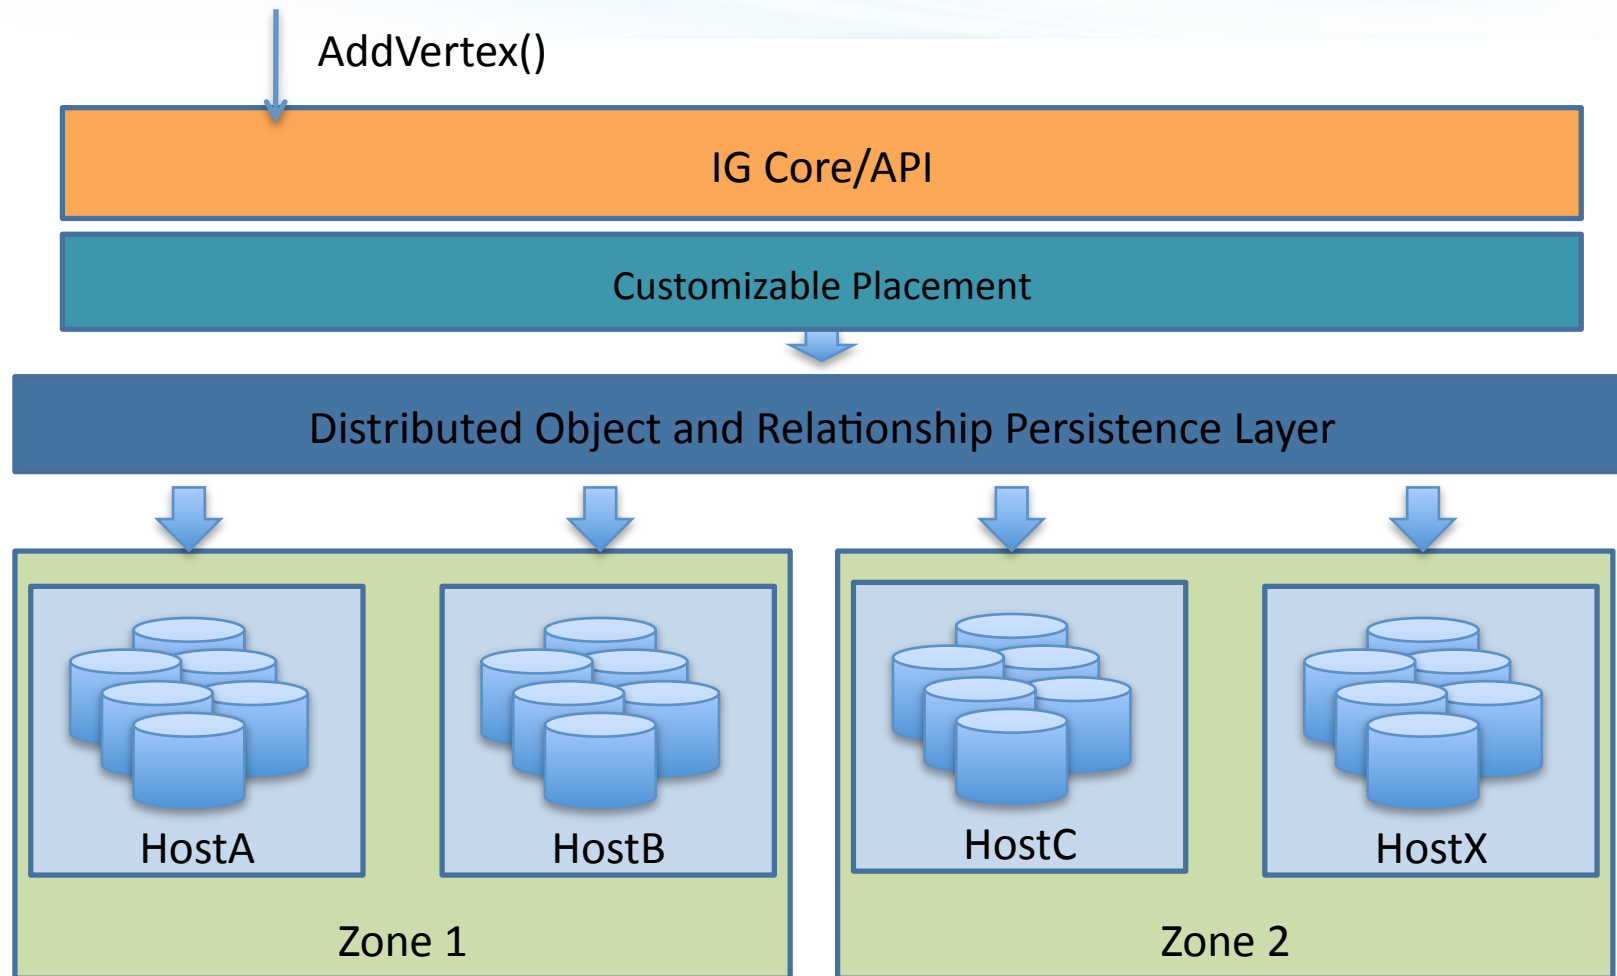 AddVertex()
IG Core/API
Customizable Placement
Distributed Object and Relationship Persistence Layer
HostA
HostB
HostC
HostX
Zone 1
Zone 2